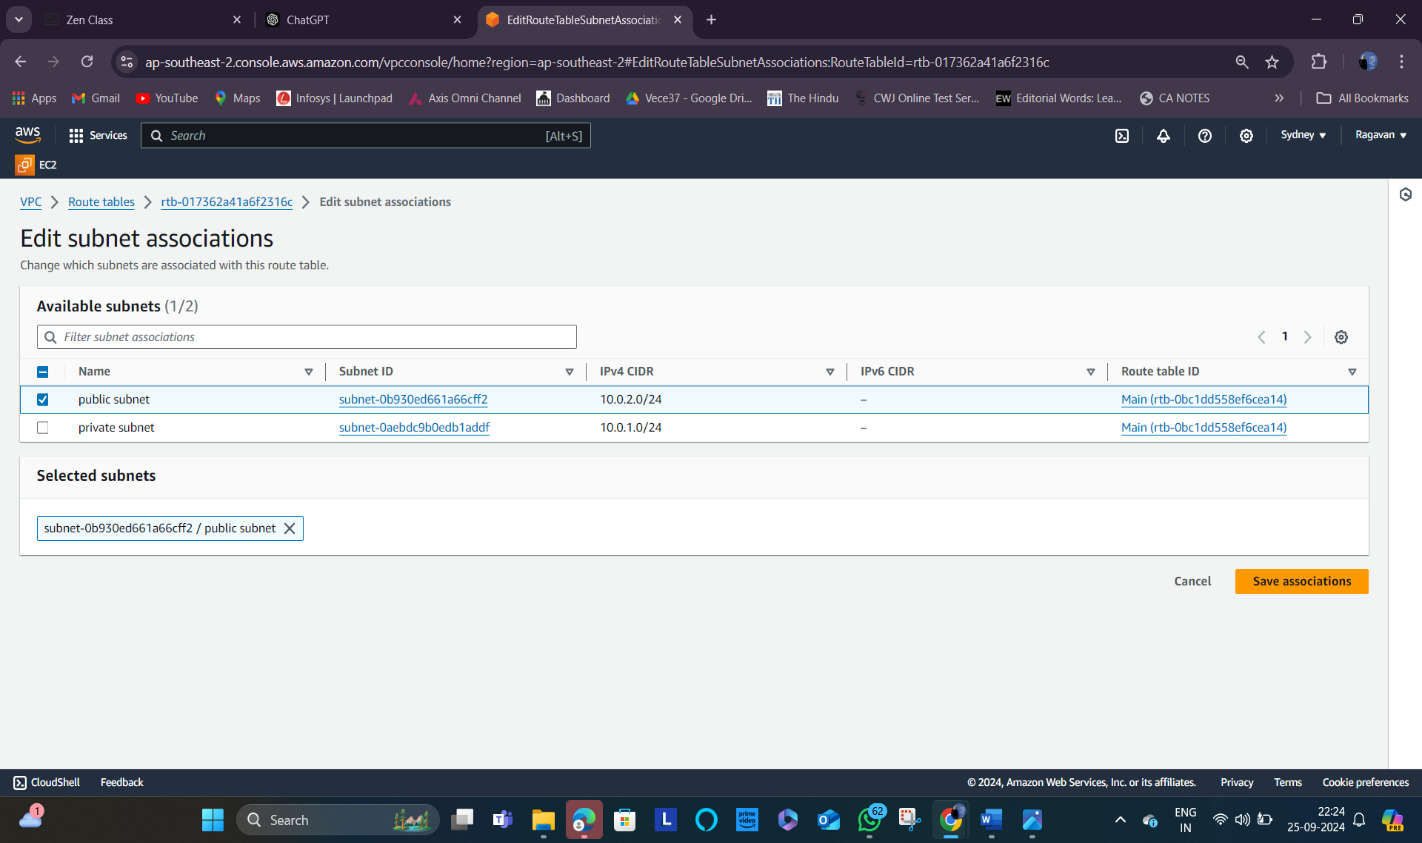 Zen Class
ChatGPT
EditRouteTableSubnetAssociatio
ap-southeast-2.console.aws.amazon.com/vpcconsole/home?region=ap-southeast-2#EditRouteTableSubnetAssociations:RouteTableId=rtb-017362a41a6f2316c
Apps Gmail YouTube Maps Infosys | Launchpad Axis Omni Channel Dashboard Vece37 - Google Dri... The Hindu CWJ Online Test Ser... EW Editorial Words: Lea... CA NOTES » All Bookmarks
aws Services Search [Alt+S] Sydney Ragavan
EC2
VPC Route tables rtb-017362a41a6f2316c Edit subnet associations
Edit subnet associations
Change which subnets are associated with this route table.
Available subnets (1/2)
Filter subnet associations
1
Name Subnet ID IPv4 CIDR IPv6 CIDR Route table ID
public subnet subnet-0b930ed661a66cff2 10.0.2.0/24 – Main (rtb-0bc1dd558ef6cea14)
private subnet subnet-0aebdc9b0edb1addf 10.0.1.0/24 – Main (rtb-0bc1dd558ef6cea14)
Selected subnets
subnet-0b930ed661a66cff2 / public subnet
Cancel Save associations
CloudShell Feedback © 2024, Amazon Web Services, Inc. or its affiliates. Privacy Terms Cookie preferences
1
Search
L
prime video
62
W
ENG
IN
22:24
25-09-2024
PRE